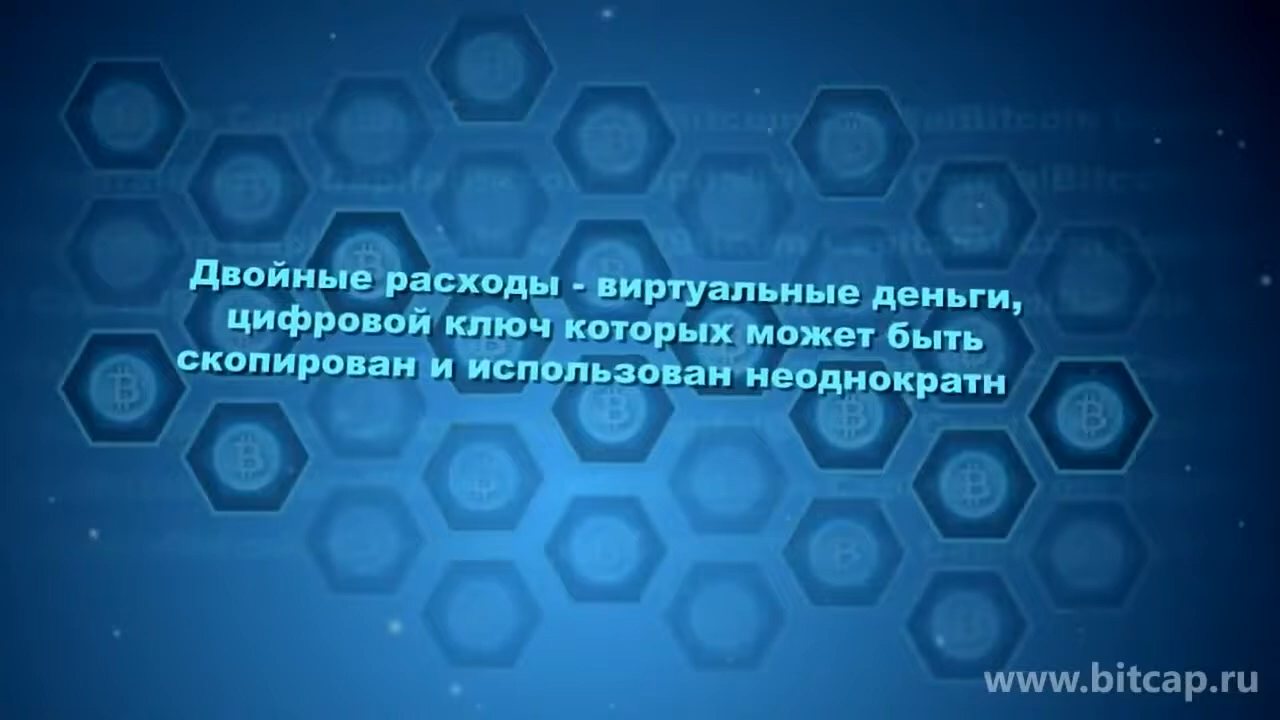 Двойные расходы - виртуальные деньги,
цифровой ключ которых может быть
скопирован и использован неоднократн
www.bitcap.ru